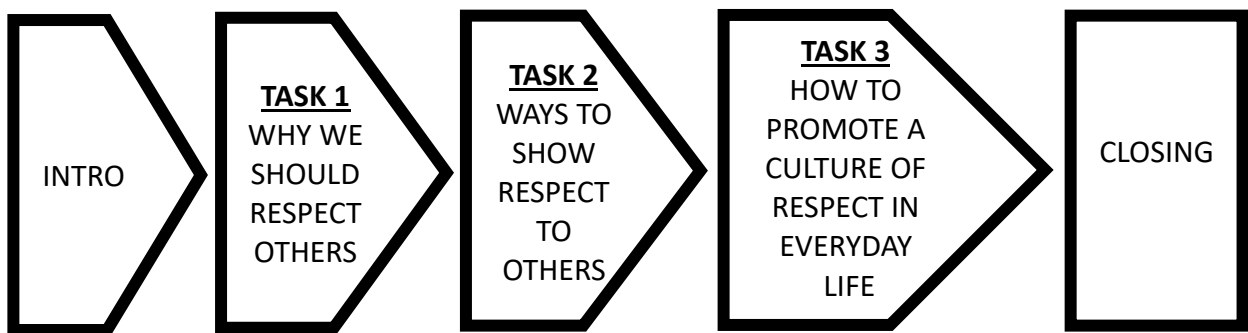 INTRO
TASK 1
WHY WE
SHOULD
RESPECT
OTHERS
TASK 2
WAYS TO
SHOW
RESPECT
TO
OTHERS
TASK 3
HOW TO
PROMOTE A
CULTURE OF
RESPECT IN
EVERYDAY
LIFE
CLOSING